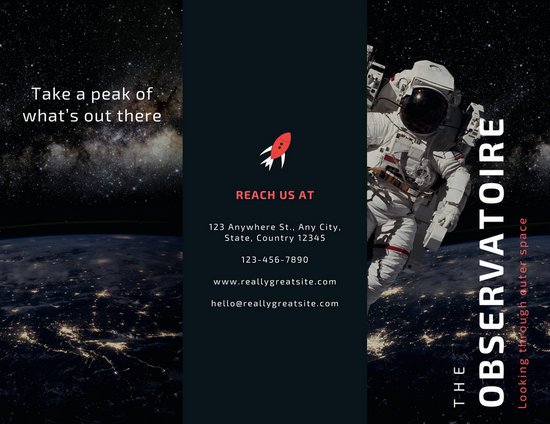 Take a peak of
what's out there
REACH US AT
123 Anywhere St., Any City,
State, Country 12345
123-456-7890
www.reallygreatsite.com
hello@reallygreatsite.com
THE
OBSERVATOIRE
Looking through outer space